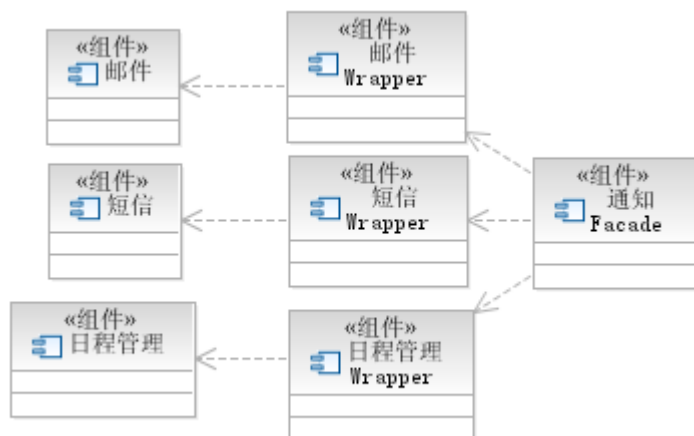 «组件»
邮件
«组件»
邮件
Wrapper
«组件»
短信
«组件»
短信
Wrapper
«组件»
通知
Facade
«组件»
日程管理
«组件»
日程管理
Wrapper